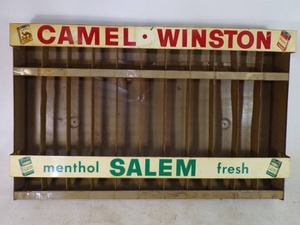 CAMEL · WINSTON
menthol SALEM fresh